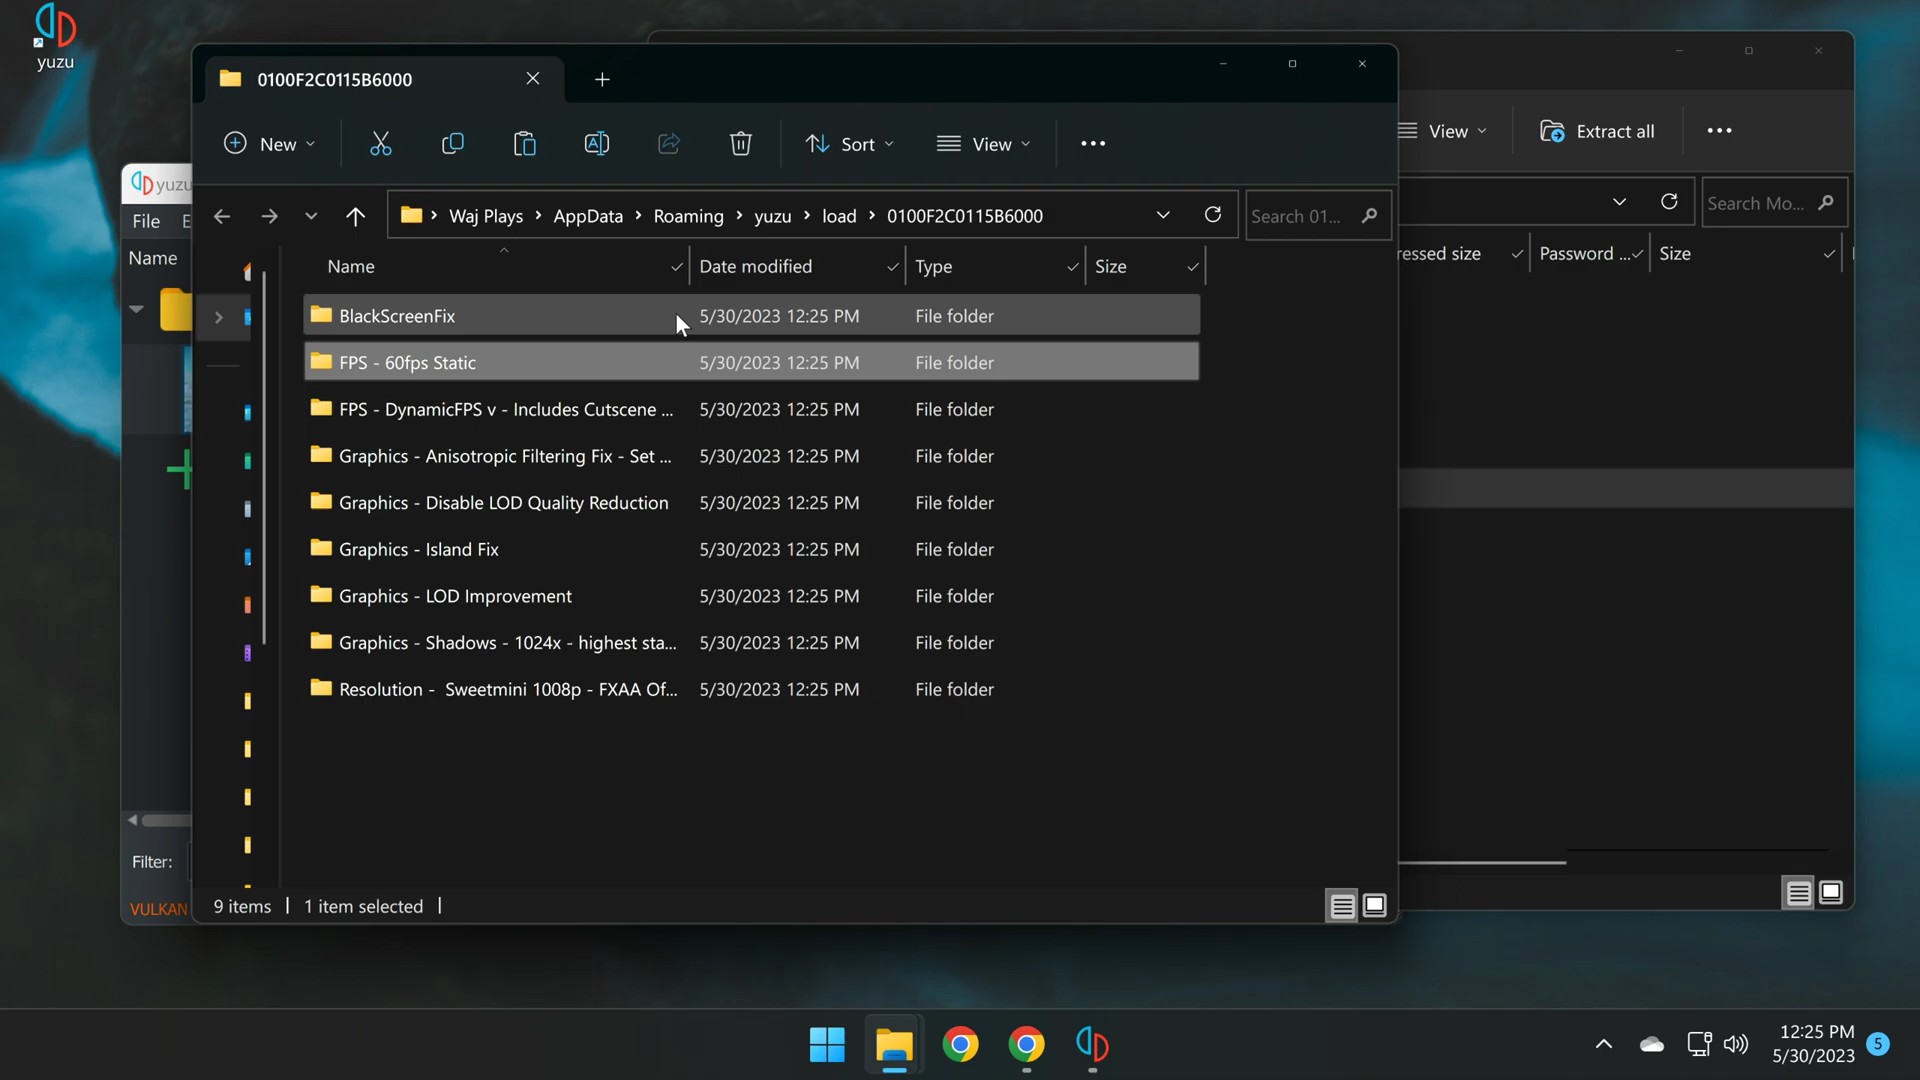 yuzu
0100F2C0115B6000
New
Sort
View
View
Extract all
yuzu
File
Waj Plays
AppData
Roaming
yuzu
load
0100F2C0115B6000
Search 01...
Search Mo...
Name
Name
Date modified
Type
Size
ressed size
Password ...
Size
BlackScreenFix 5/30/2023 12:25 PM File folder
FPS - 60fps Static 5/30/2023 12:25 PM File folder
FPS - DynamicFPS v - Includes Cutscene ... 5/30/2023 12:25 PM File folder
Graphics - Anisotropic Filtering Fix - Set ... 5/30/2023 12:25 PM File folder
Graphics - Disable LOD Quality Reduction 5/30/2023 12:25 PM File folder
Graphics - Island Fix 5/30/2023 12:25 PM File folder
Graphics - LOD Improvement 5/30/2023 12:25 PM File folder
Graphics - Shadows - 1024x - highest sta... 5/30/2023 12:25 PM File folder
Resolution - Sweetmini 1008p - FXAA Of... 5/30/2023 12:25 PM File folder
Filter:
VULKAN
9 items
1 item selected
12:25 PM
5/30/2023
5